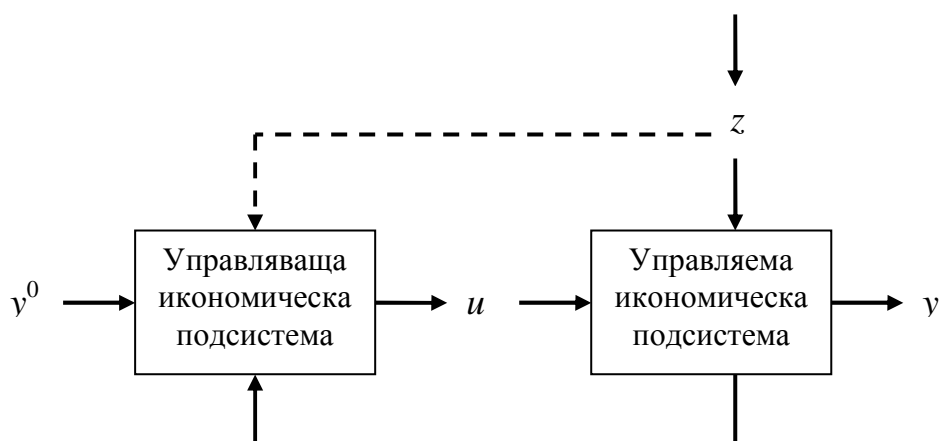 z
Управляваща
икономическа
подсистема
Управляема
икономическа
подсистема
y⁰
u
y